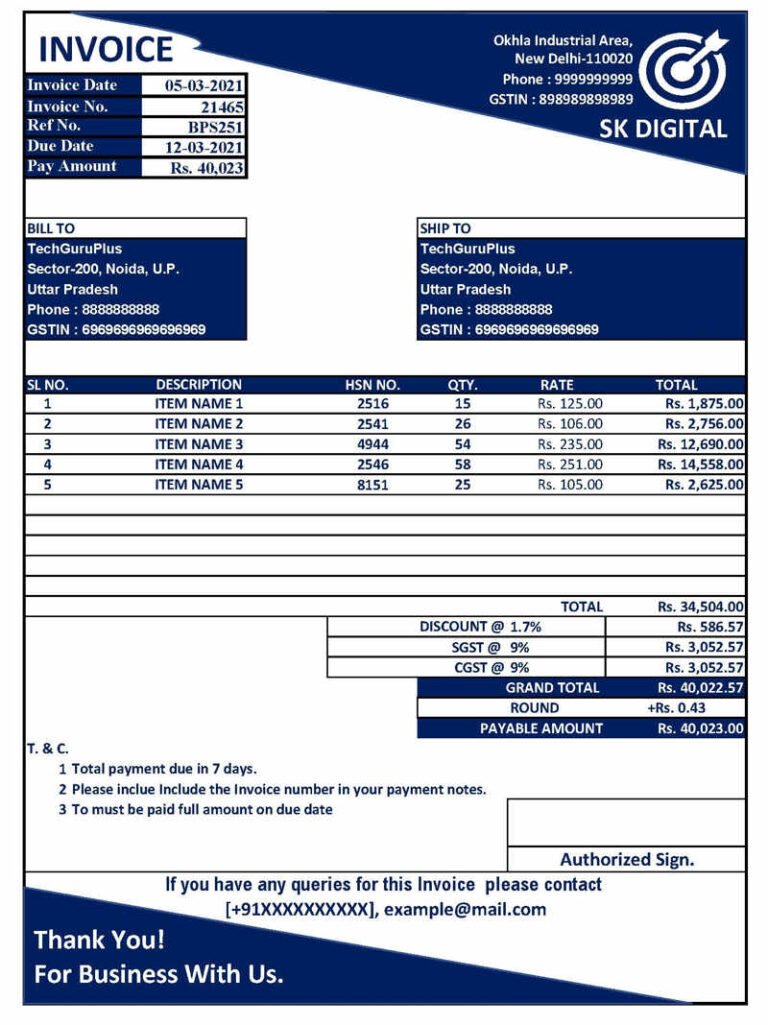 INVOICE
Okhla Industrial Area,
New Delhi-110020
Phone : 9999999999
GSTIN : 898989898989
SK DIGITAL
Invoice Date 05-03-2021
Invoice No. 21465
Ref No. BPS251
Due Date 12-03-2021
Pay Amount Rs. 40,023
BILL TO
TechGuruPlus
Sector-200, Noida, U.P.
Uttar Pradesh
Phone : 8888888888
GSTIN : 6969696969696969
SHIP TO
TechGuruPlus
Sector-200, Noida, U.P.
Uttar Pradesh
Phone : 8888888888
GSTIN : 6969696969696969
SL NO. DESCRIPTION HSN NO. QTY. RATE TOTAL
1 ITEM NAME 1 2516 15 Rs. 125.00 Rs. 1,875.00
2 ITEM NAME 2 2541 26 Rs. 106.00 Rs. 2,756.00
3 ITEM NAME 3 4944 54 Rs. 235.00 Rs. 12,690.00
4 ITEM NAME 4 2546 58 Rs. 251.00 Rs. 14,558.00
5 ITEM NAME 5 8151 25 Rs. 105.00 Rs. 2,625.00
TOTAL Rs. 34,504.00
DISCOUNT @ 1.7% Rs. 586.57
SGST @ 9% Rs. 3,052.57
CGST @ 9% Rs. 3,052.57
GRAND TOTAL Rs. 40,022.57
ROUND +Rs. 0.43
PAYABLE AMOUNT Rs. 40,023.00
T. & C.
1 Total payment due in 7 days.
2 Please inclue Include the Invoice number in your payment notes.
3 To must be paid full amount on due date
Authorized Sign.
If you have any queries for this Invoice please contact
[+91XXXXXXXXXX], example@mail.com
Thank You!
For Business With Us.